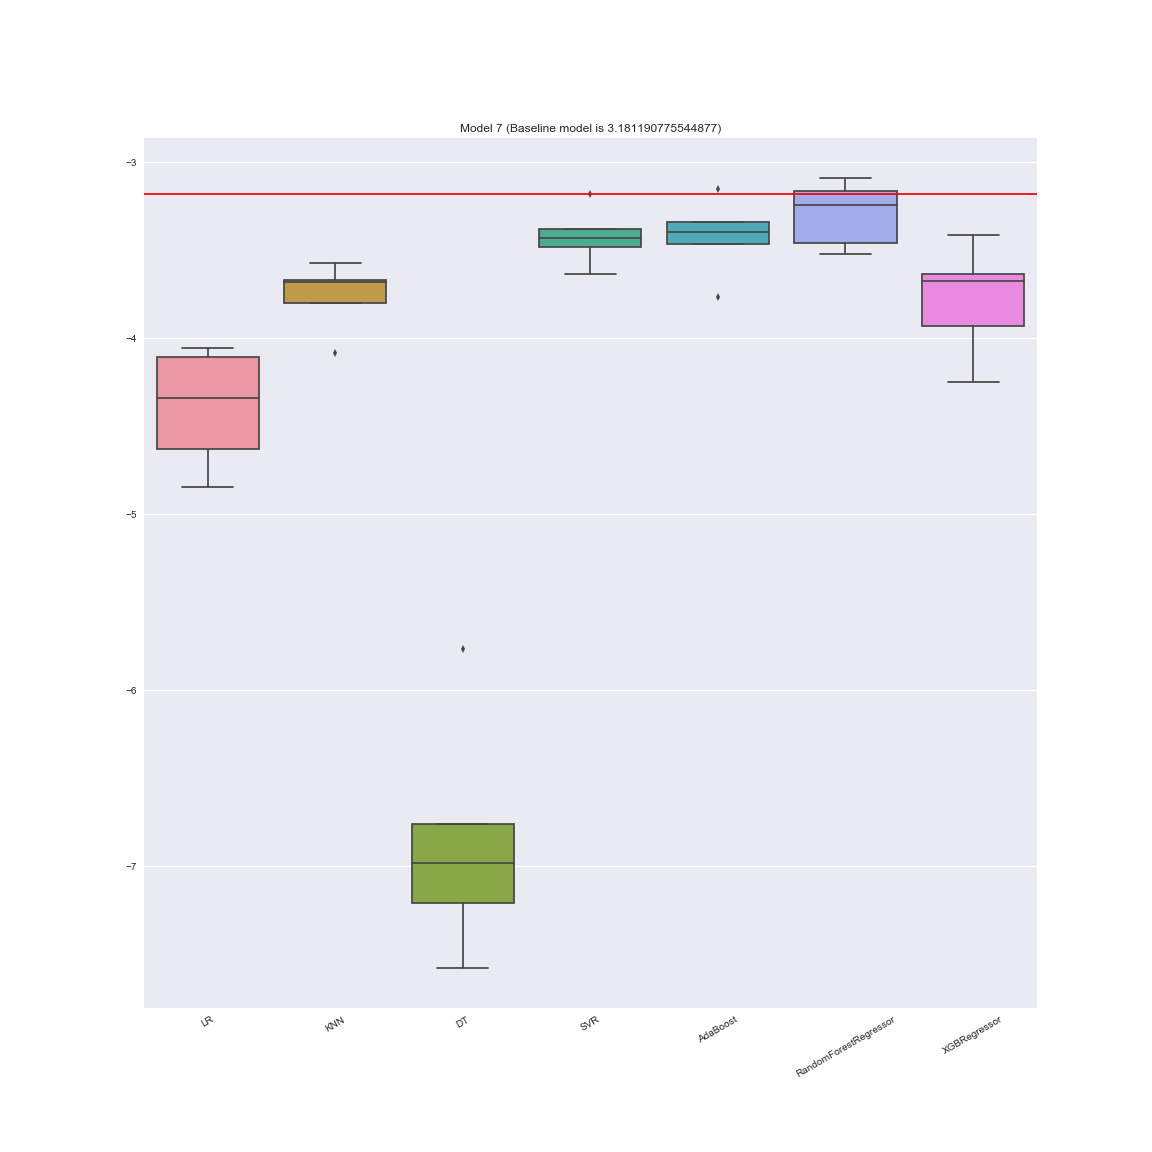 Model 7 (Baseline model is 3.181190775544877)
−3
−4
−5
−6
−7
LR
KNN
DT
SVR
AdaBoost
RandomForestRegressor
XGBRegressor